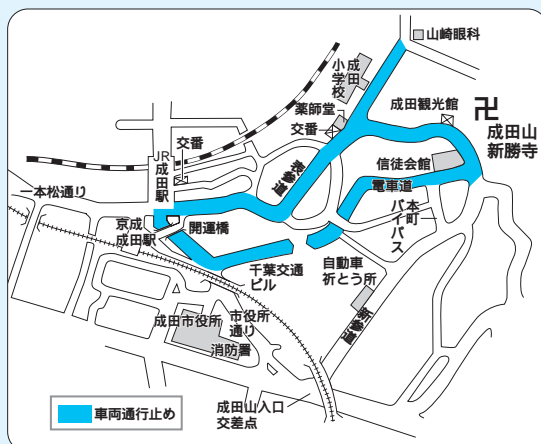 山崎眼科
成田
小学校
薬師堂
交番
成田観光館
卍
成田山
新勝寺
JR
成田駅
交番
表参道
信徒会館
電車道
一本松通り
本町
バイパス
京成
成田駅
開運橋
千葉交通
ビル
自動車
祈とう所
成田市役所
市役所
通り
新参道
消防署
車両通行止め
成田山入口
交差点